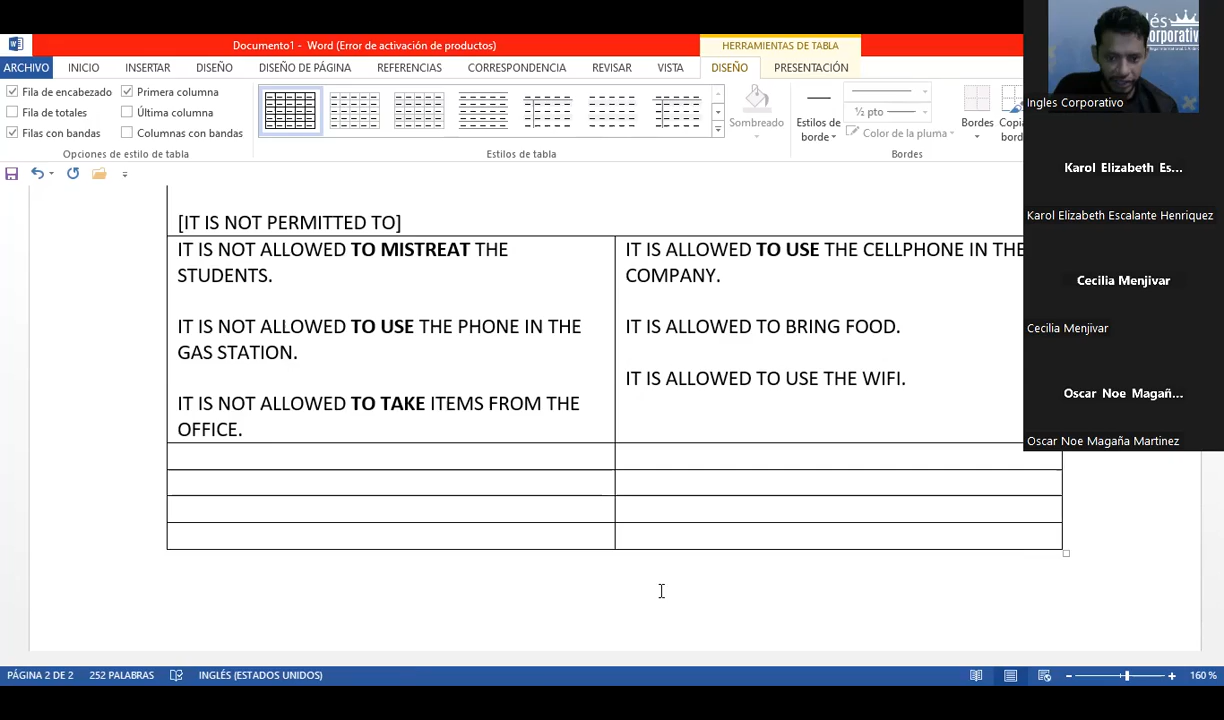 Documento1 - Word (Error de activación de productos)
HERRAMIENTAS DE TABLA
ARCHIVO INICIO INSERTAR DISEÑO DISEÑO DE PÁGINA REFERENCIAS CORRESPONDENCIA REVISAR VISTA DISEÑO PRESENTACIÓN
Fila de encabezado Primera columna
Fila de totales Última columna
Filas con bandas Columnas con bandas
Opciones de estilo de tabla
Estilos de tabla
Sombreado
Estilos de
borde
½ pto
Color de la pluma
Bordes
Copia
bord
Bordes
[IT IS NOT PERMITTED TO]
IT IS NOT ALLOWED TO MISTREAT THE
STUDENTS.
IT IS NOT ALLOWED TO USE THE PHONE IN THE
GAS STATION.
IT IS NOT ALLOWED TO TAKE ITEMS FROM THE
OFFICE.
IT IS ALLOWED TO USE THE CELLPHONE IN THE
COMPANY.
IT IS ALLOWED TO BRING FOOD.
IT IS ALLOWED TO USE THE WIFI.
Ingles Corporativo
Karol Elizabeth Es...
Karol Elizabeth Escalante Henriquez
Cecilia Menjivar
Cecilia Menjivar
Oscar Noe Magañ...
Oscar Noe Magaña Martinez
PÁGINA 2 DE 2 252 PALABRAS INGLÉS (ESTADOS UNIDOS) 160 %